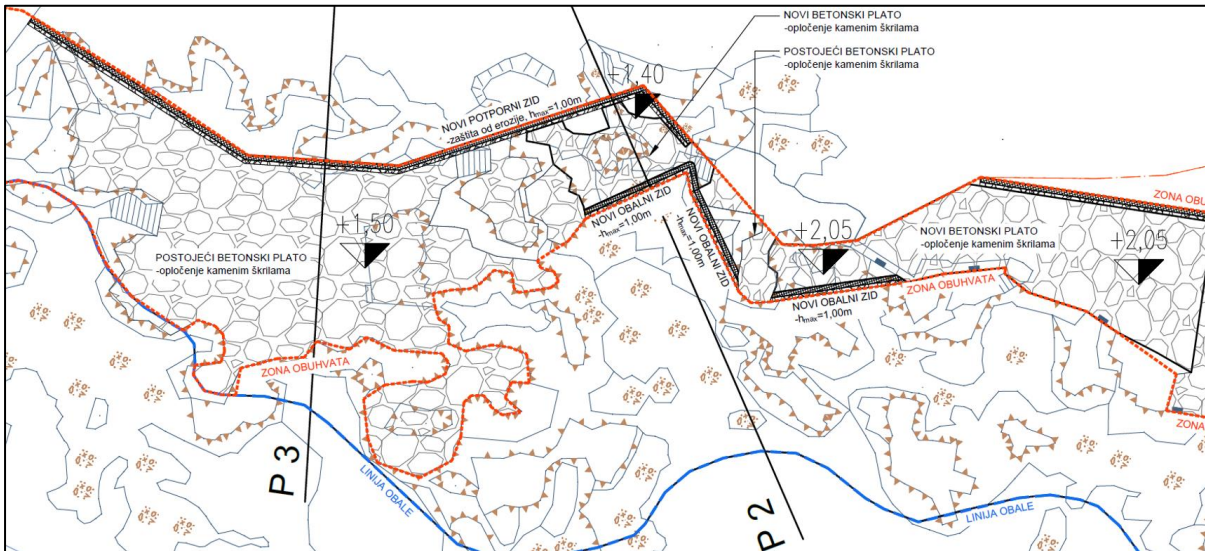 NOVI BETONSKI PLATO
-opločenje kamenim škrilama
POSTOJEĆI BETONSKI PLATO
-opločenje kamenim škrilama
+1,40
NOVI POTPORNI ZID
-zaštita od erozije, hmax=1,00m
ZONA OBU
NOVI OBALNI ZID
-hmax=1,00m
NOVI OBALNI ZID
-hmax=1,00m
+1,50
+2,05
NOVI BETONSKI PLATO
-opločenje kamenim škrilama
+2,05
POSTOJEĆI BETONSKI PLATO
-opločenje kamenim škrilama
ZONA OBUHVATA
NOVI OBALNI ZID
-hmax=1,00m
ZONA OBUHVATA
ZONA
P 3
LINIJA OBALE
P 2
LINIJA OBALE